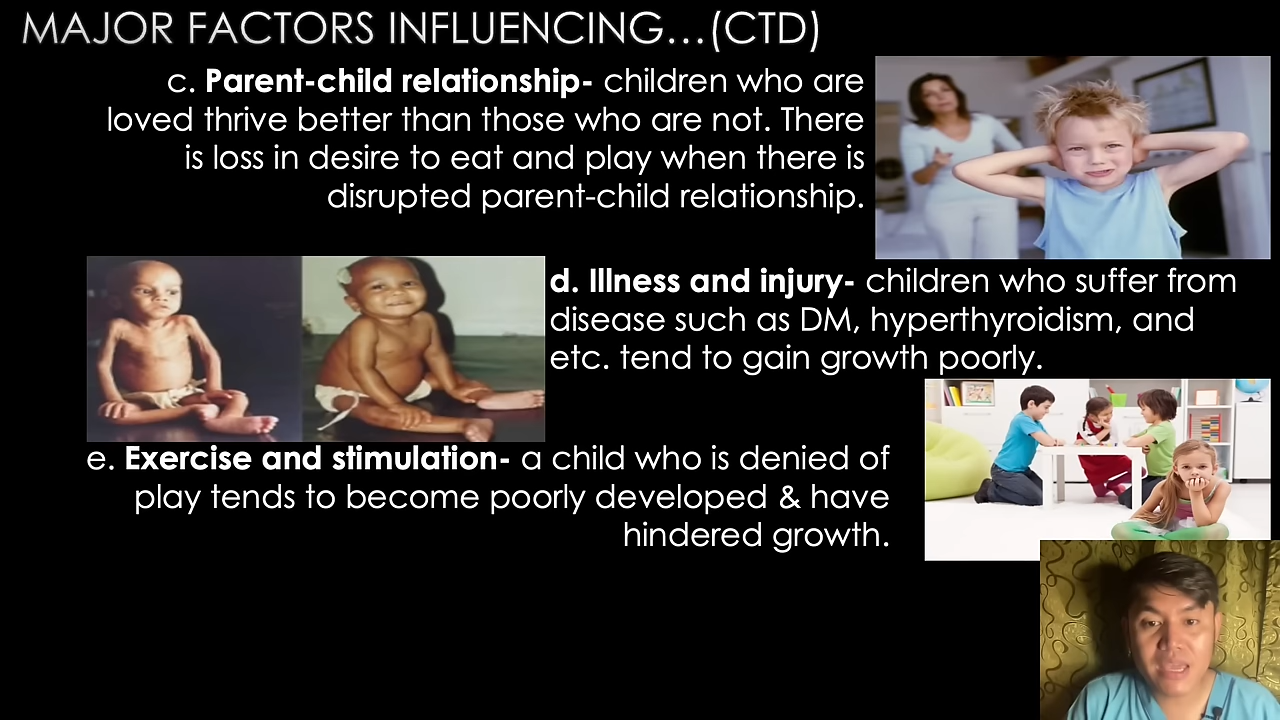 MAJOR FACTORS INFLUENCING...(CTD)
c. Parent-child relationship- children who are
loved thrive better than those who are not. There
is loss in desire to eat and play when there is
disrupted parent-child relationship.
d. Illness and injury- children who suffer from
disease such as DM, hyperthyroidism, and
etc. tend to gain growth poorly.
e. Exercise and stimulation- a child who is denied of
play tends to become poorly developed & have
hindered growth.